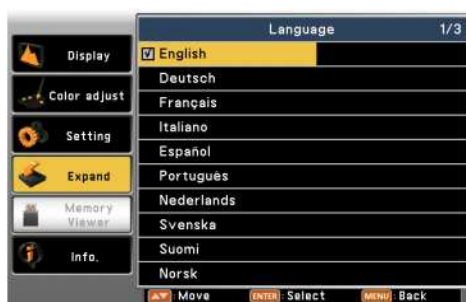 Language 1/3
Display
Color adjust
Setting
Expand
Memory
Viewer
Info.
English
Deutsch
Français
Italiano
Español
Português
Nederlands
Svenska
Suomi
Norsk
▲▼ :Move ENTER :Select MENU :Back